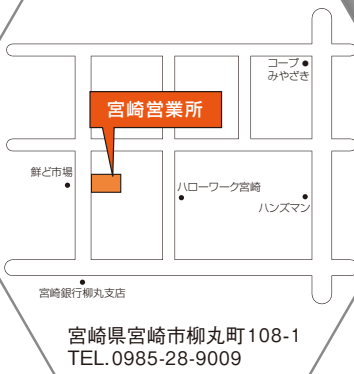 コープ
みやざき
宮崎営業所
鮮ど市場
ハローワーク宮崎
ハンズマン
宮崎銀行柳丸支店
宮崎県宮崎市柳丸町108-1
TEL.0985-28-9009